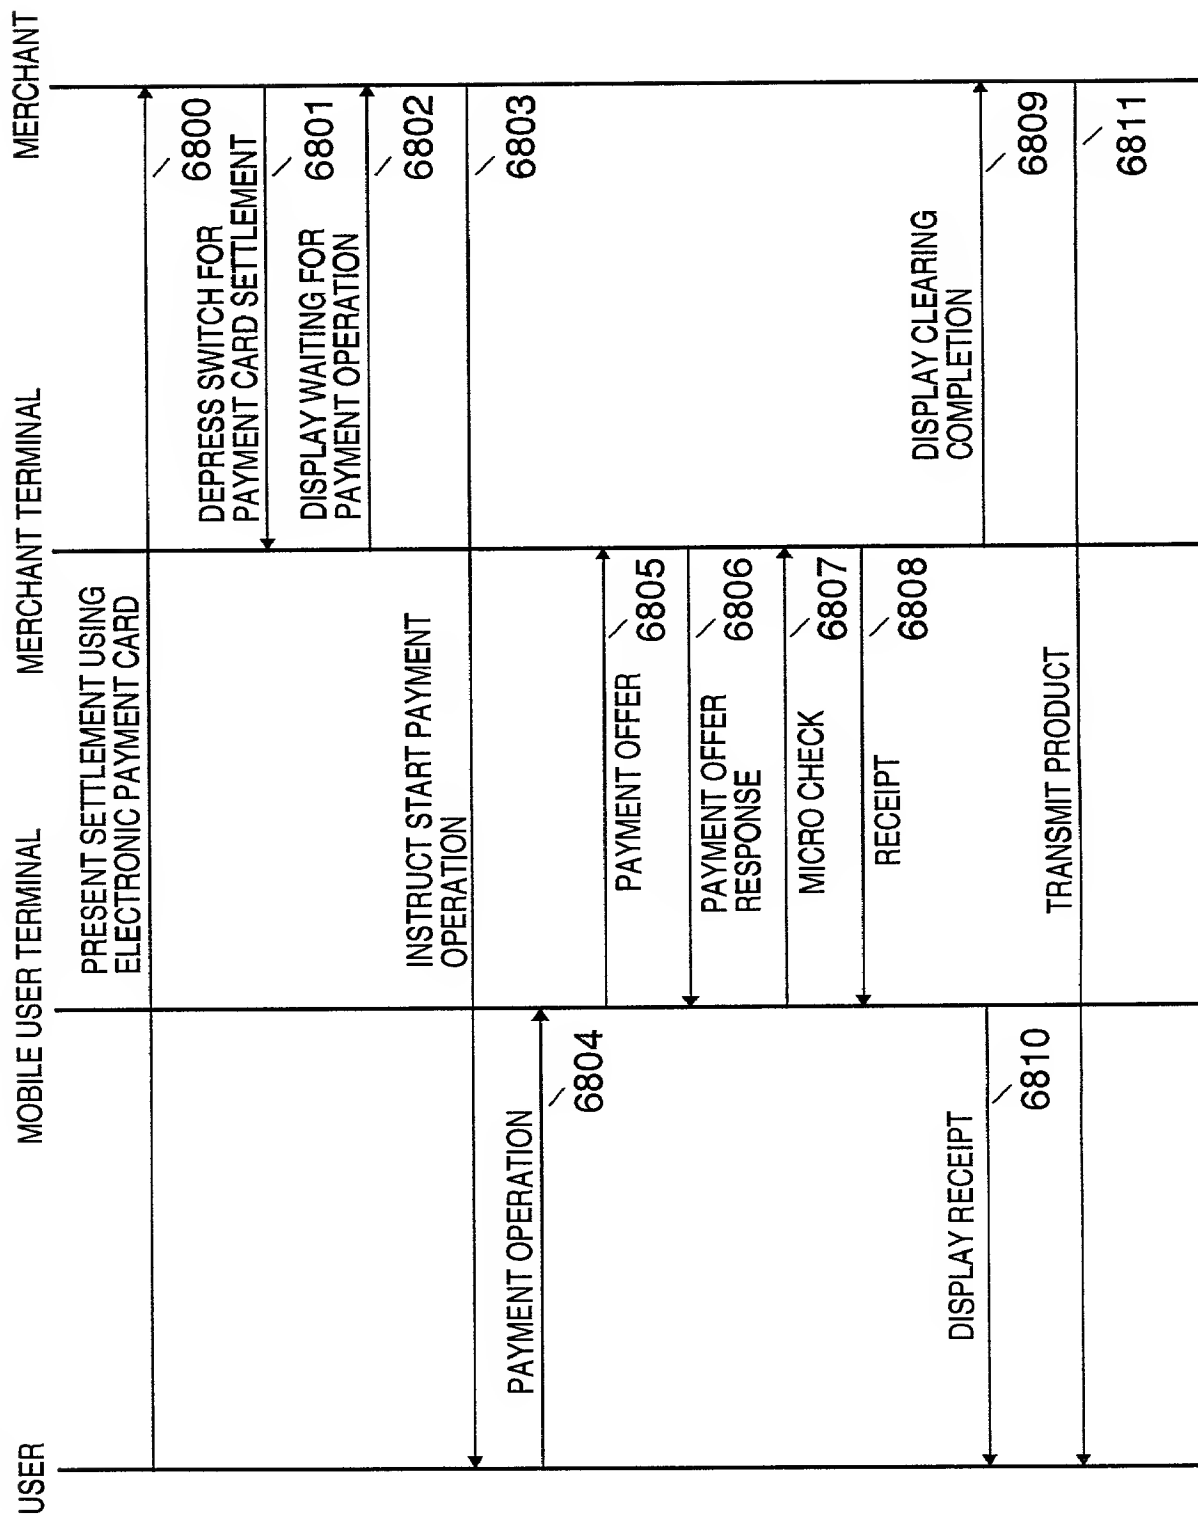 USER
MOBILE USER TERMINAL
MERCHANT TERMINAL
MERCHANT
PRESENT SETTLEMENT USING
ELECTRONIC PAYMENT CARD
6800
DEPRESS SWITCH FOR
PAYMENT CARD SETTLEMENT
6801
DISPLAY WAITING FOR
PAYMENT OPERATION
6802
INSTRUCT START PAYMENT
OPERATION
6803
PAYMENT OPERATION
6804
PAYMENT OFFER
6805
PAYMENT OFFER
RESPONSE
6806
MICRO CHECK
6807
RECEIPT
6808
DISPLAY CLEARING
COMPLETION
6809
DISPLAY RECEIPT
6810
TRANSMIT PRODUCT
6811